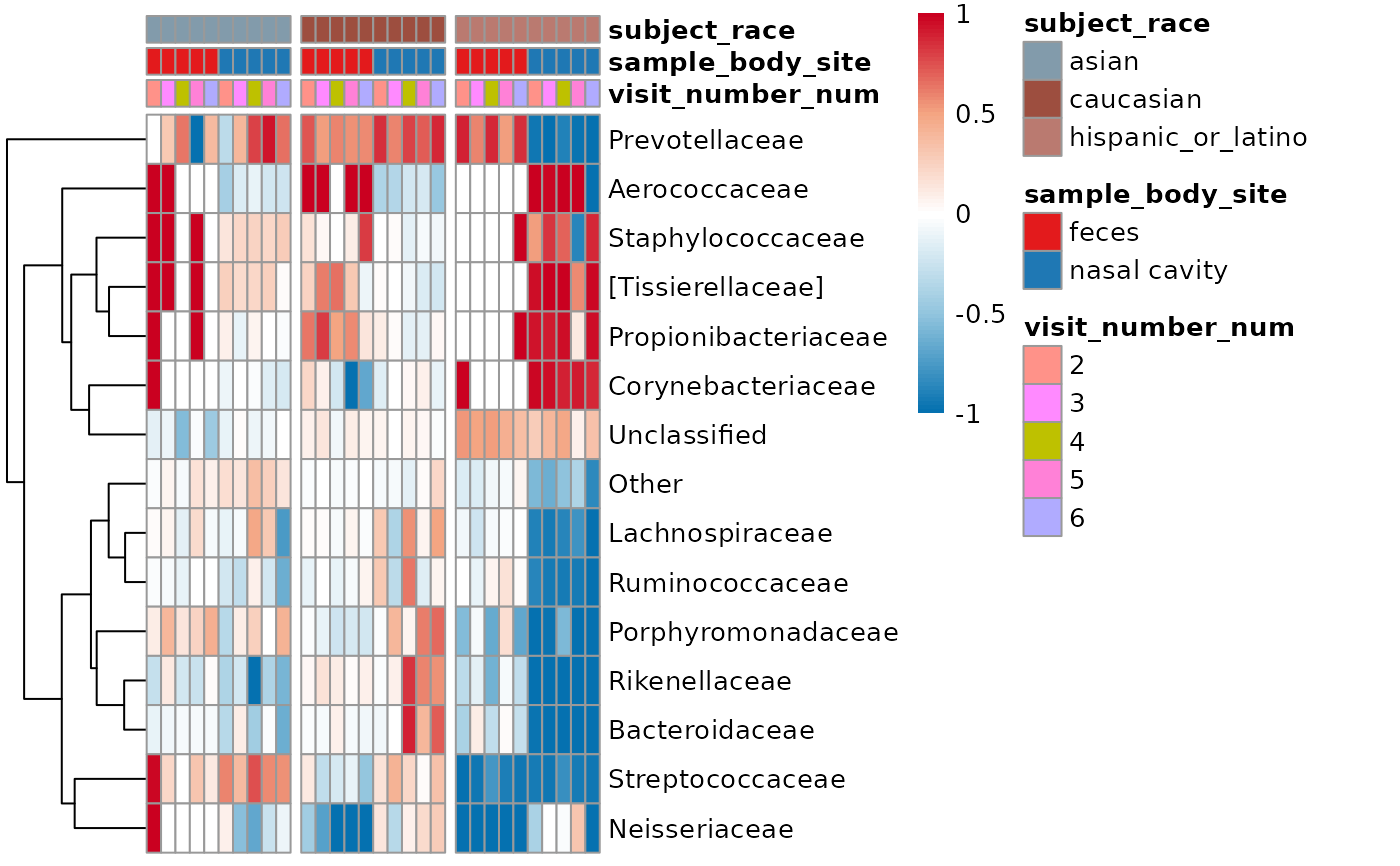 subject_race
sample_body_site
visit_number_num
Prevotellaceae
Aerococcaceae
Staphylococcaceae
[Tissierellaceae]
Propionibacteriaceae
Corynebacteriaceae
Unclassified
Other
Lachnospiraceae
Ruminococcaceae
Porphyromonadaceae
Rikenellaceae
Bacteroidaceae
Streptococcaceae
Neisseriaceae
1
0.5
0
-0.5
-1
subject_race
asian
caucasian
hispanic_or_latino
sample_body_site
feces
nasal cavity
visit_number_num
2
3
4
5
6